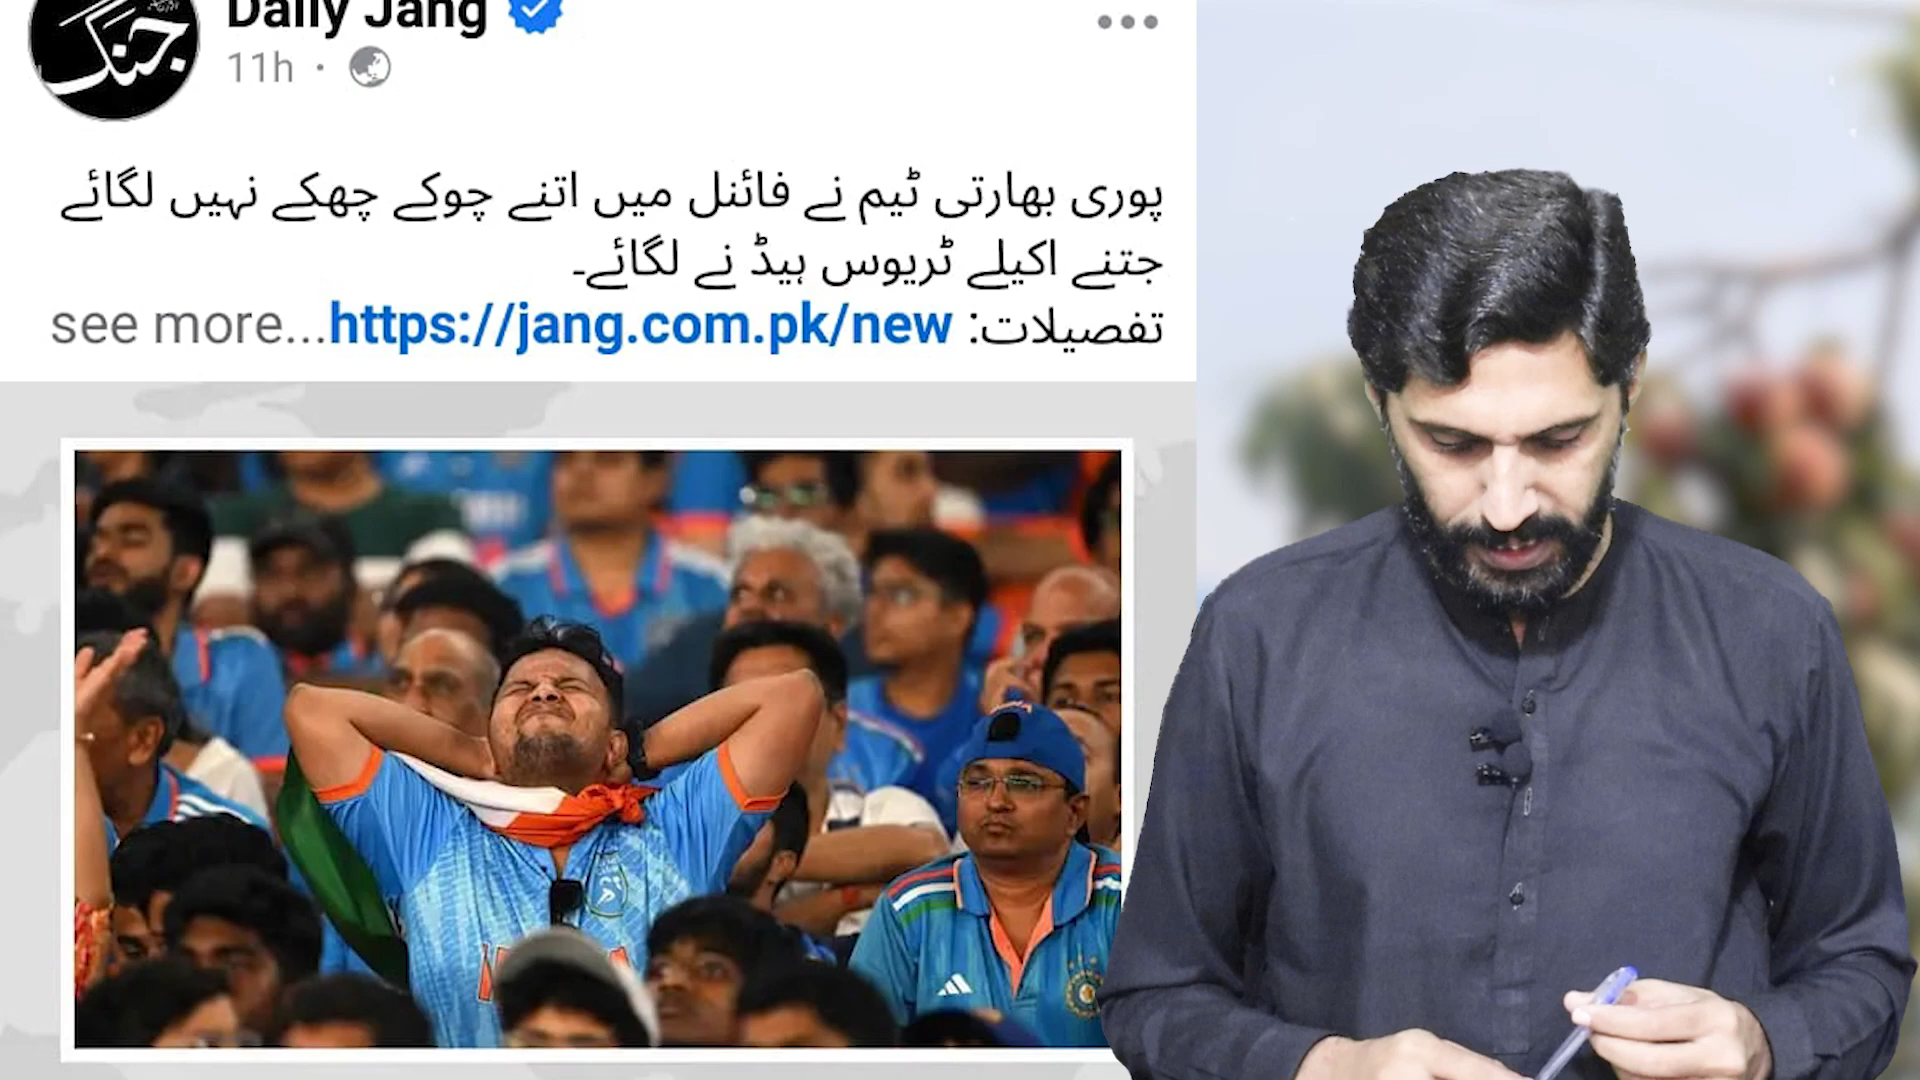 Daily Jang
جنگ
11h ·
پوری بھارتی ٹیم نے فائنل میں اتنے چوکے چھکے نہیں لگائے
جتنے اکیلے ٹریوس ہیڈ نے لگائے۔
تفصیلات: https://jang.com.pk/new...see more